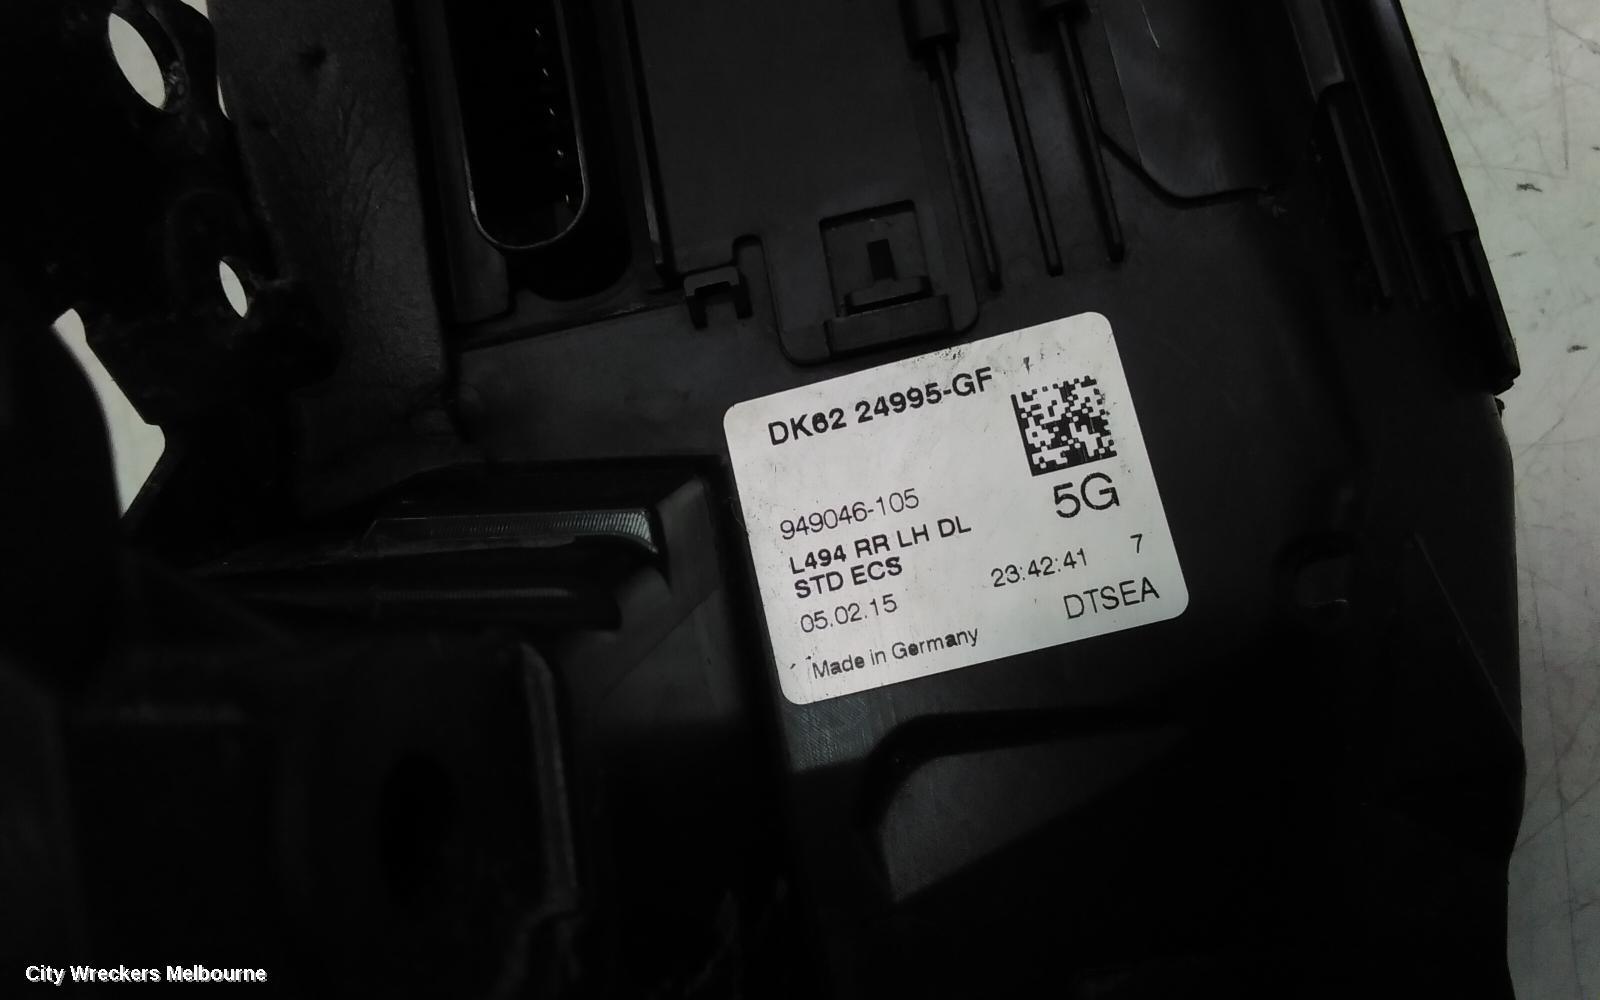 DK62 24995-GF
5G
949046-105
L494 RR LH DL
STD ECS
23:42:41 7
05.02.15
DTSEA
Made in Germany
City Wreckers Melbourne